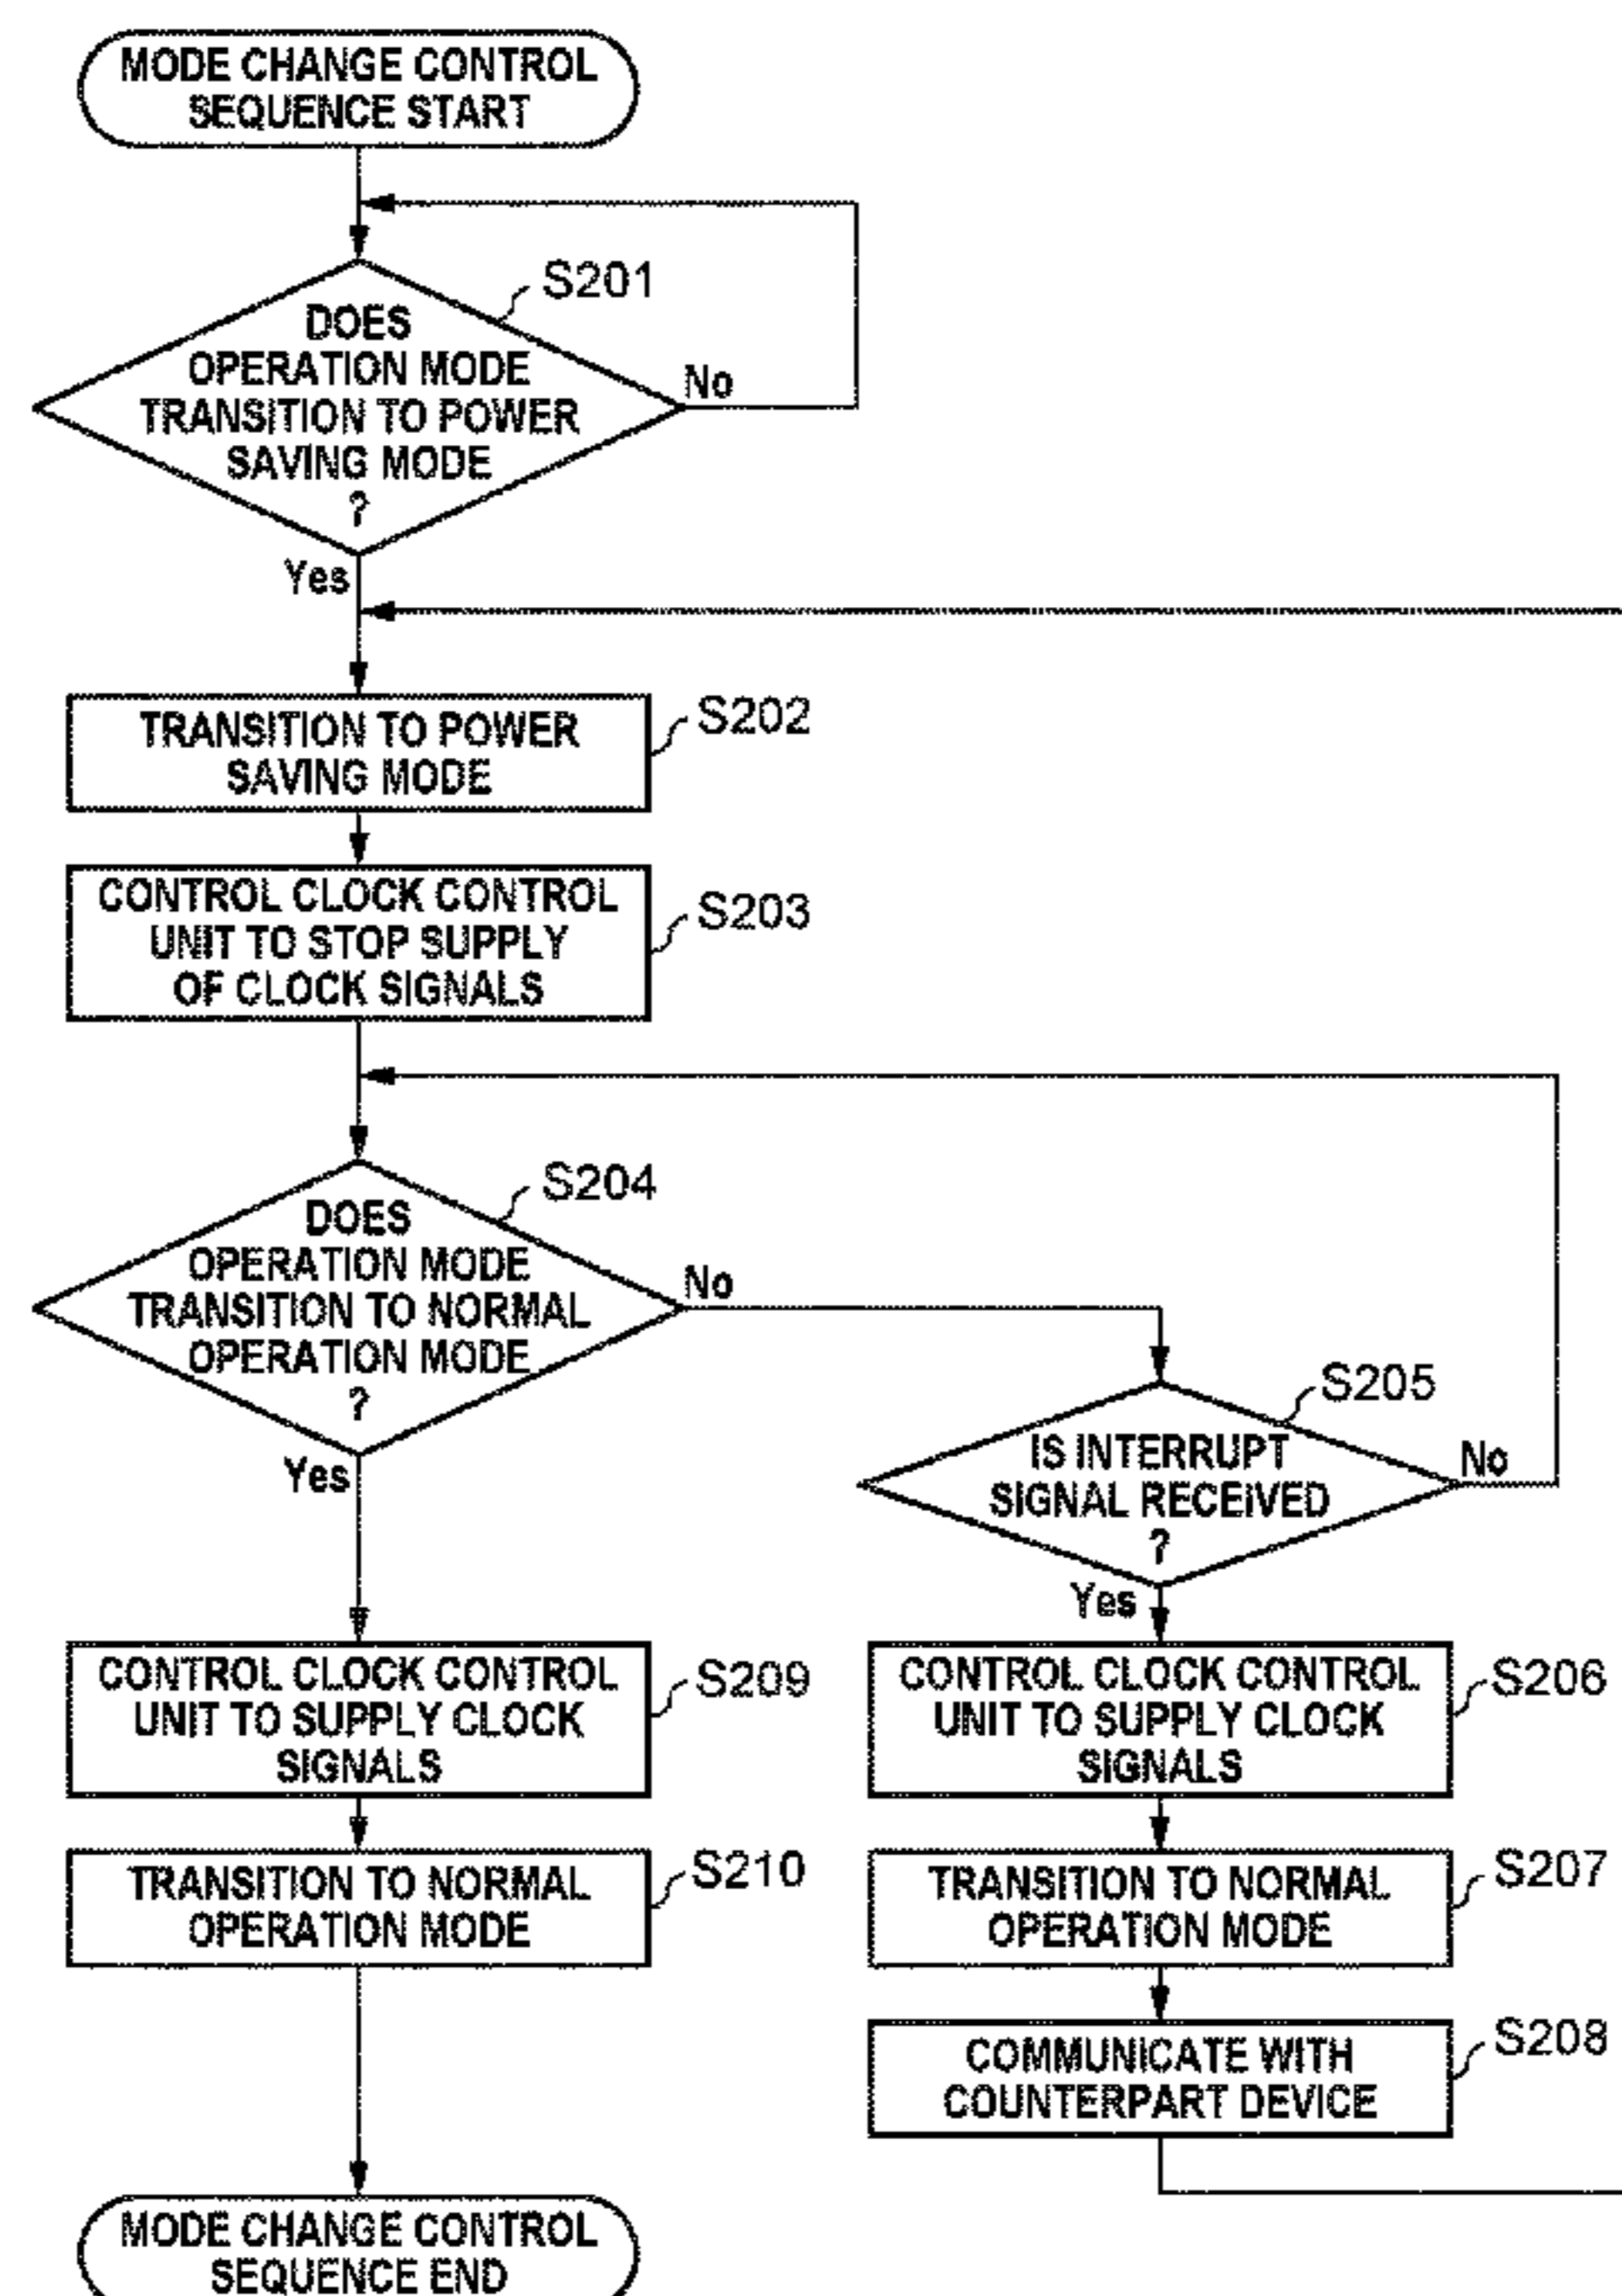 MODE CHANGE CONTROL
SEQUENCE START
S201
DOES
OPERATION MODE
TRANSITION TO POWER
SAVING MODE
?
No
Yes
S202
TRANSITION TO POWER
SAVING MODE
S203
CONTROL CLOCK CONTROL
UNIT TO STOP SUPPLY
OF CLOCK SIGNALS
S204
DOES
OPERATION MODE
TRANSITION TO NORMAL
OPERATION MODE
?
No
Yes
S205
IS INTERRUPT
SIGNAL RECEIVED
?
No
Yes
S209
CONTROL CLOCK CONTROL
UNIT TO SUPPLY CLOCK
SIGNALS
S206
CONTROL CLOCK CONTROL
UNIT TO SUPPLY CLOCK
SIGNALS
S210
TRANSITION TO NORMAL
OPERATION MODE
S207
TRANSITION TO NORMAL
OPERATION MODE
S208
COMMUNICATE WITH
COUNTERPART DEVICE
MODE CHANGE CONTROL
SEQUENCE END